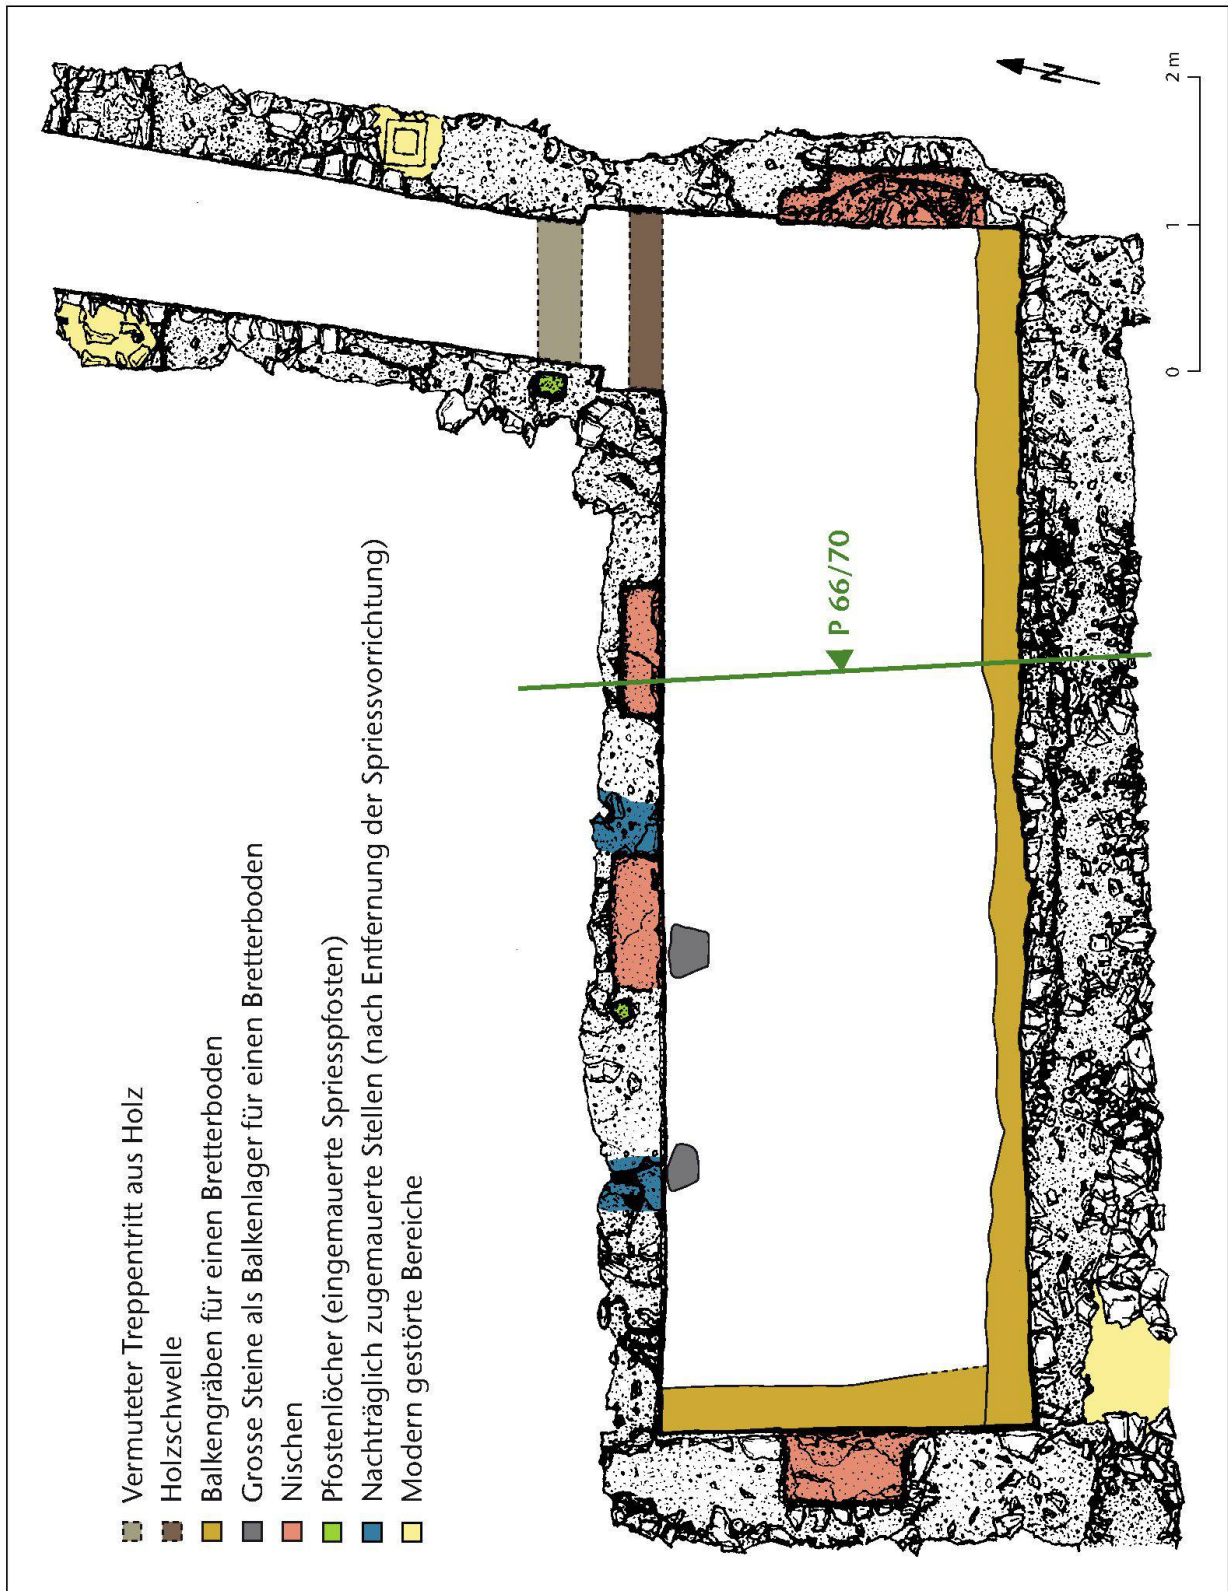 Vermuteter Treppentritt aus Holz
Holzschwelle
Balkengräben für einen Bretterboden
Grosse Steine als Balkenlager für einen Bretterboden
Nischen
Pfostenlöcher (eingemauerte Spriesspfosten)
Nachträglich zugemauerte Stellen (nach Entfernung der Spriessvorrichtung)
Modern gestörte Bereiche
P 66/70
N
0 1 2 m